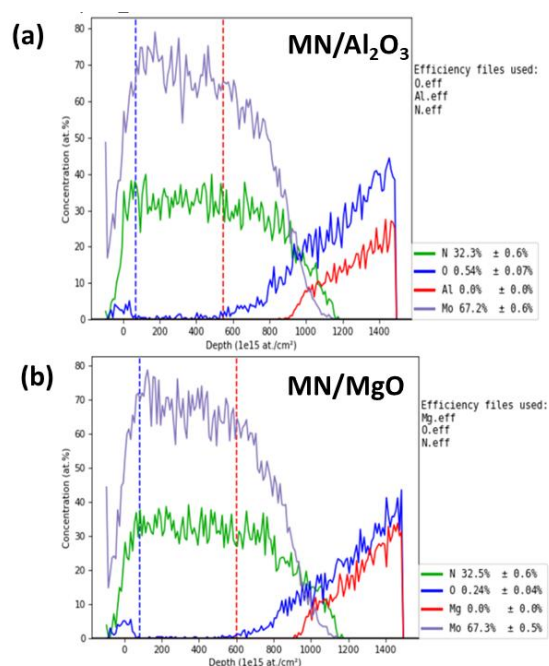 (a)
MN/Al₂O₃
Efficiency files used:
O.eff
Al.eff
N.eff
80
70
60
50
40
30
20
10
0
Concentration (at.%)
0 200 400 600 800 1000 1200 1400
Depth (1e15 at./cm²)
N 32.3% ± 0.6%
O 0.54% ± 0.07%
Al 0.0% ± 0.0%
Mo 67.2% ± 0.6%
(b)
MN/MgO
Efficiency files used:
Mg.eff
O.eff
N.eff
80
70
60
50
40
30
20
10
0
Concentration (at.%)
0 200 400 600 800 1000 1200 1400
Depth (1e15 at./cm²)
N 32.5% ± 0.6%
O 0.24% ± 0.04%
Mg 0.0% ± 0.0%
Mo 67.3% ± 0.5%